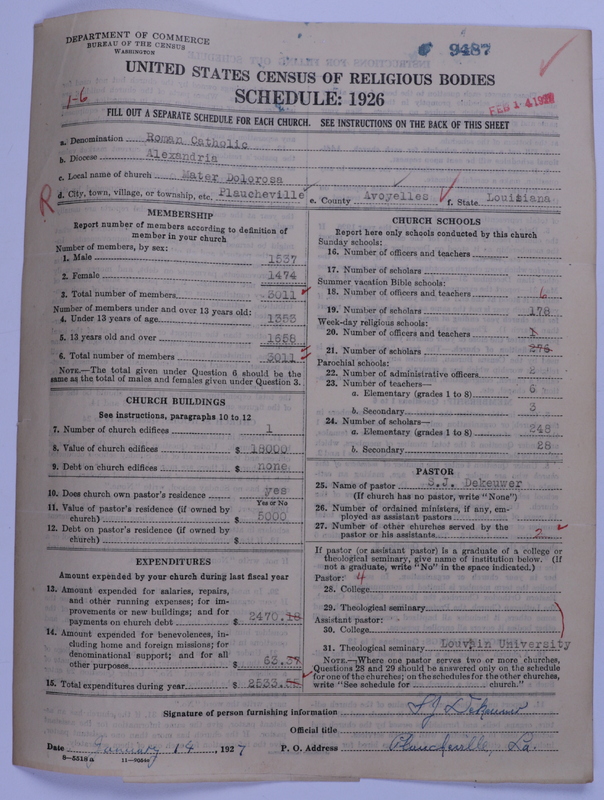 DEPARTMENT OF COMMERCE
BUREAU OF THE CENSUS
WASHINGTON
9487
UNITED STATES CENSUS OF RELIGIOUS BODIES
SCHEDULE: 1926
1-6
FEB 14 1928
FILL OUT A SEPARATE SCHEDULE FOR EACH CHURCH. SEE INSTRUCTIONS ON THE BACK OF THIS SHEET
a. Denomination Roman Catholic
b. Diocese Alexandria
c. Local name of church Mater Dolorosa
R
d. City, town, village, or township, etc. Plaucheville e. County Avoyelles f. State Louisiana
MEMBERSHIP
Report number of members according to definition of
member in your church
Number of members, by sex:
1. Male 1537
2. Female 1474
3. Total number of members 3011
Number of members under and over 13 years old:
4. Under 13 years of age 1353
5. 13 years old and over 1658
6. Total number of members 3011
NOTE.—The total given under Question 6 should be the
same as the total of males and females given under Question 3.
CHURCH BUILDINGS
See instructions, paragraphs 10 to 12
7. Number of church edifices 1
8. Value of church edifices $ 18000
9. Debt on church edifices $ none
10. Does church own pastor's residence yes
Yes or No
11. Value of pastor's residence (if owned by
church) $ 5000
12. Debt on pastor's residence (if owned by
church) $
EXPENDITURES
Amount expended by your church during last fiscal year
13. Amount expended for salaries, repairs,
and other running expenses; for im-
provements or new buildings; and for
payments on church debt $ 2470.18
14. Amount expended for benevolences, in-
cluding home and foreign missions; for
denominational support; and for all
other purposes $ 63.37
15. Total expenditures during year $ 2533.55
CHURCH SCHOOLS
Report here only schools conducted by this church
Sunday schools:
16. Number of officers and teachers
17. Number of scholars
Summer vacation Bible schools:
18. Number of officers and teachers 6
19. Number of scholars 178
Week-day religious schools:
20. Number of officers and teachers 1
21. Number of scholars 276
Parochial schools:
22. Number of administrative officers 2
23. Number of teachers—
a. Elementary (grades 1 to 8) 6
b. Secondary 3
24. Number of scholars—
a. Elementary (grades 1 to 8) 248
b. Secondary 28
PASTOR
25. Name of pastor S.J. Dekeuwer
(If church has no pastor, write "None")
26. Number of ordained ministers, if any, em-
ployed as assistant pastors
27. Number of other churches served by the
pastor or his assistants 2
If pastor (or assistant pastor) is a graduate of a college or
theological seminary, give name of institution below. (If
not a graduate, write "No" in the space indicated.)
Pastor: 4
28. College
29. Theological seminary
Assistant pastor:
30. College
31. Theological seminary Louvain University
NOTE.—Where one pastor serves two or more churches,
Questions 28 and 29 should be answered only on the schedule
for one of the churches; on the schedules for the other churches,
write "See schedule for church."
Signature of person furnishing information SJ Dekeuwer
Official title
Date January 14, 1927 P. O. Address Plaucheville, La.
8—5518a 11—9054